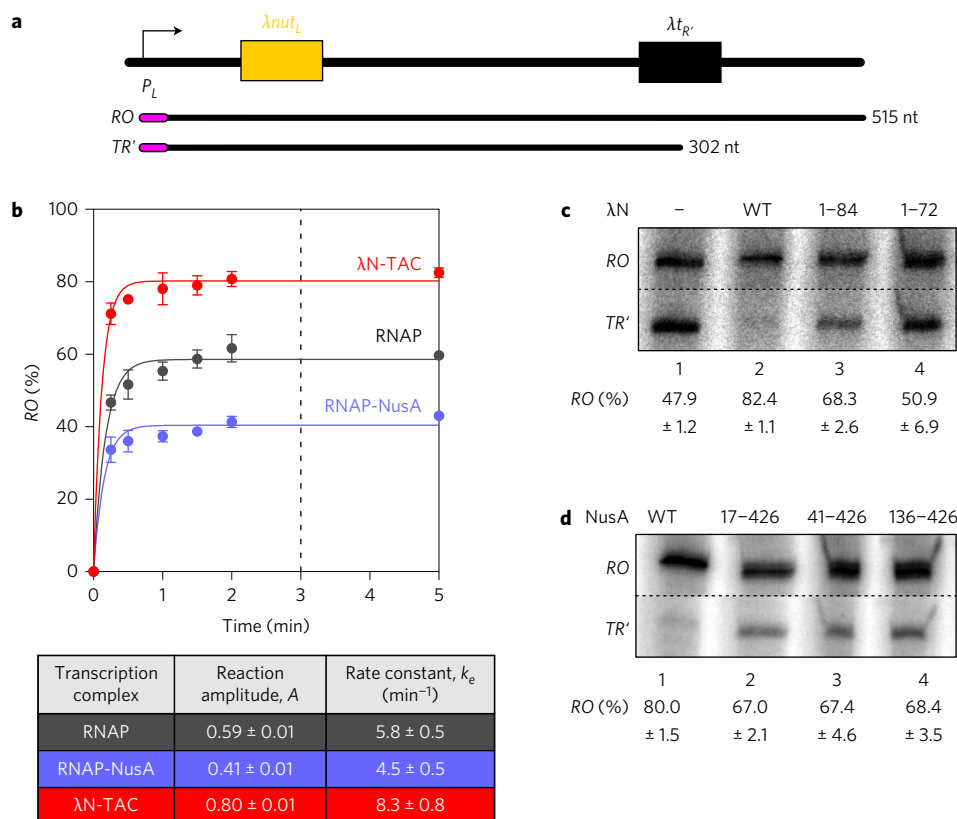 a
λnutL
λtR′
PL
RO
515 nt
TR'
302 nt
b
100
80
60
40
20
0
RO (%)
λN-TAC
RNAP
RNAP-NusA
0 1 2 3 4 5
Time (min)
Transcription complex
Reaction amplitude, A
Rate constant, ke (min–1)
RNAP 0.59 ± 0.01 5.8 ± 0.5
RNAP-NusA 0.41 ± 0.01 4.5 ± 0.5
λN-TAC 0.80 ± 0.01 8.3 ± 0.8
c
λN – WT 1–84 1–72
RO
TR'
1 2 3 4
RO (%) 47.9 82.4 68.3 50.9
± 1.2 ± 1.1 ± 2.6 ± 6.9
d
NusA WT 17–426 41–426 136–426
RO
TR'
1 2 3 4
RO (%) 80.0 67.0 67.4 68.4
± 1.5 ± 2.1 ± 4.6 ± 3.5